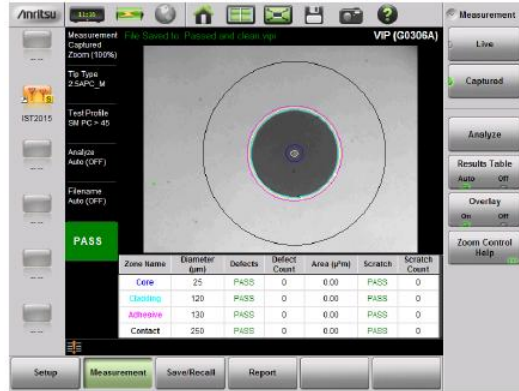 Anritsu
11:35
?
Measurement
Measurement
Captured
Zoom (100%)
File Saved to Passed and clean.vipi
VIP (G0306A)
Live
Tip Type
2.5APC_M
Captured
IST2015
Test Profile
SM PC > 45
Analyze
Auto (OFF)
Analyze
Results Table
Auto Off
Filename
Auto (OFF)
Overlay
On Off
PASS
Zoom Control
Help
Zone Name Diameter (µm) Defects Defect Count Area (µ²m) Scratch Scratch Count
Core 25 PASS 0 0.00 PASS 0
Cladding 120 PASS 0 0.00 PASS 0
Adhesive 130 PASS 0 0.00 PASS 0
Contact 250 PASS 0 0.00 PASS 0
Setup Measurement Save/Recall Report